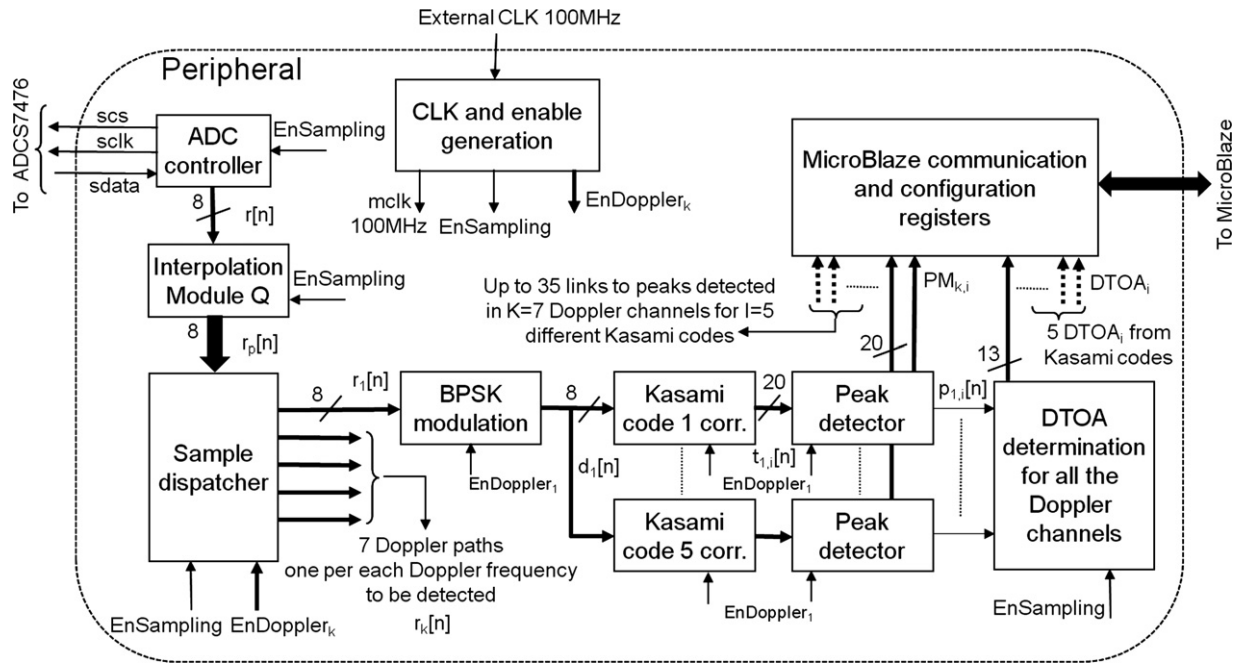 External CLK 100MHz
Peripheral
To ADCS7476
scs
sclk
sdata
ADC
controller
EnSampling
CLK and enable
generation
mclk
100MHz
EnSampling
EnDoppler_k
MicroBlaze communication
and configuration
registers
To MicroBlaze
8
r[n]
Interpolation
Module Q
EnSampling
8
r_p[n]
Up to 35 links to peaks detected
in K=7 Doppler channels for I=5
different Kasami codes
PM_k,i
DTOA_i
5 DTOA_i from
Kasami codes
20
13
Sample
dispatcher
8
r_1[n]
BPSK
modulation
EnDoppler_1
8
d_1[n]
Kasami
code 1 corr.
20
t_1,i[n]
EnDoppler_1
Peak
detector
p_1,i[n]
DTOA
determination
for all the
Doppler
channels
Kasami
code 5 corr.
Peak
detector
EnDoppler_1
EnSampling
7 Doppler paths
one per each Doppler frequency
to be detected
r_k[n]
EnSampling
EnDoppler_k